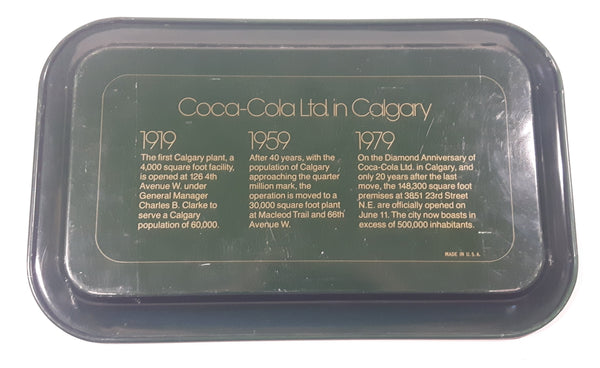 Coca-Cola Ltd. in Calgary
1919
The first Calgary plant, a
4,000 square foot facility,
is opened at 126 4th
Avenue W. under
General Manager
Charles B. Clarke to
serve a Calgary
population of 60,000.
1959
After 40 years, with the
population of Calgary
approaching the quarter
million mark, the
operation is moved to a
30,000 square foot plant
at Macleod Trail and 66th
Avenue W.
1979
On the Diamond Anniversary of
Coca-Cola Ltd. in Calgary, and
only 20 years after the last
move, the 148,300 square foot
premises at 3851 23rd Street
N.E. are officially opened on
June 11. The city now boasts in
excess of 500,000 inhabitants.
MADE IN U.S.A.